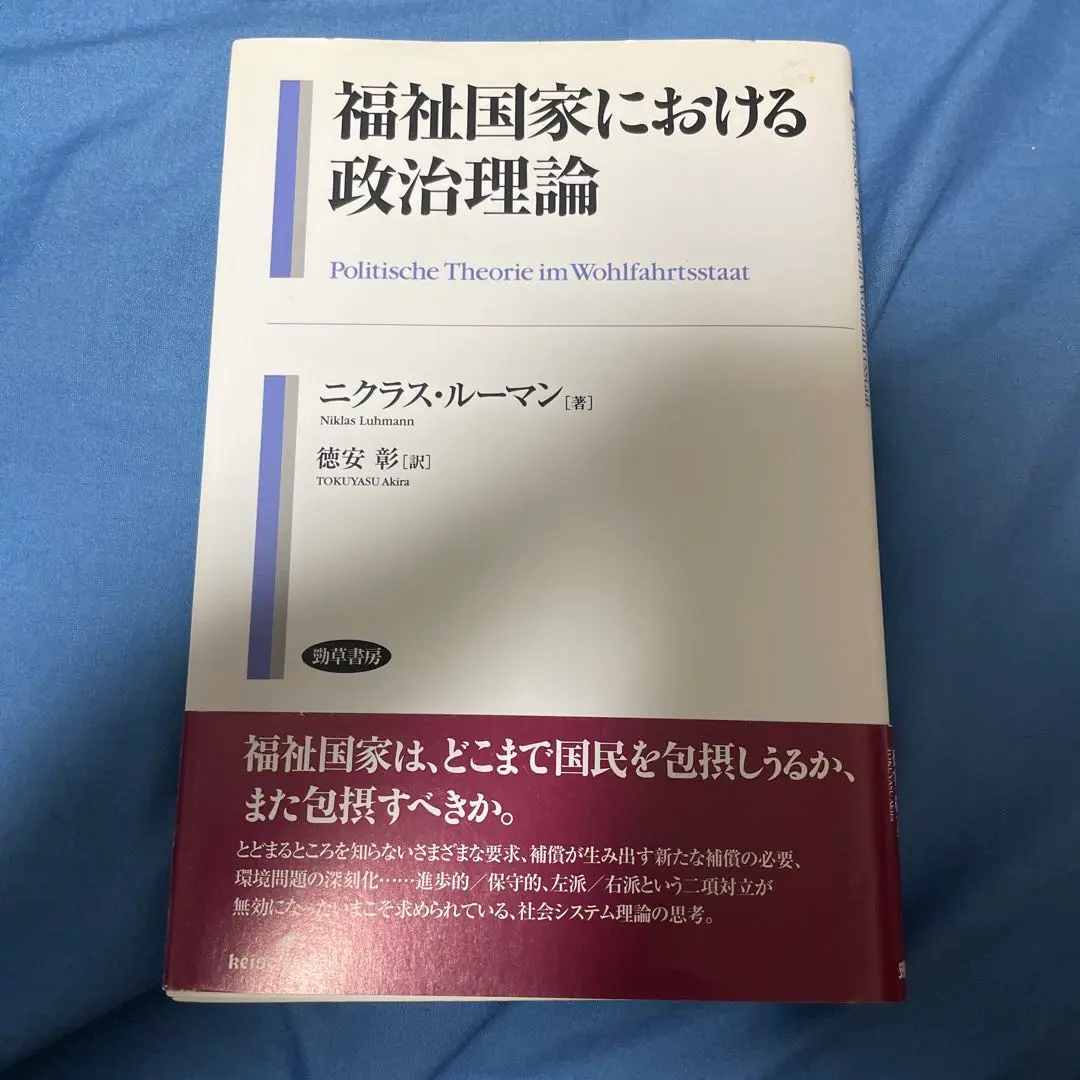 福祉国家における
政治理論
Politische Theorie im Wohlfahrtsstaat
ニクラス・ルーマン[著]
Niklas Luhmann
徳安 彰[訳]
TOKUYASU Akira
勁草書房
福祉国家は、どこまで国民を包摂しうるか、
また包摂すべきか。
とどまるところを知らないさまざまな要求、補償が生み出す新たな補償の必要、
環境問題の深刻化……進歩的/保守的、左派/右派という二項対立が
無効になったいまこそ求められている、社会システム理論の思考。
Politische Theorie im Wohlfahrtsstaat
TOKUYASU Akira